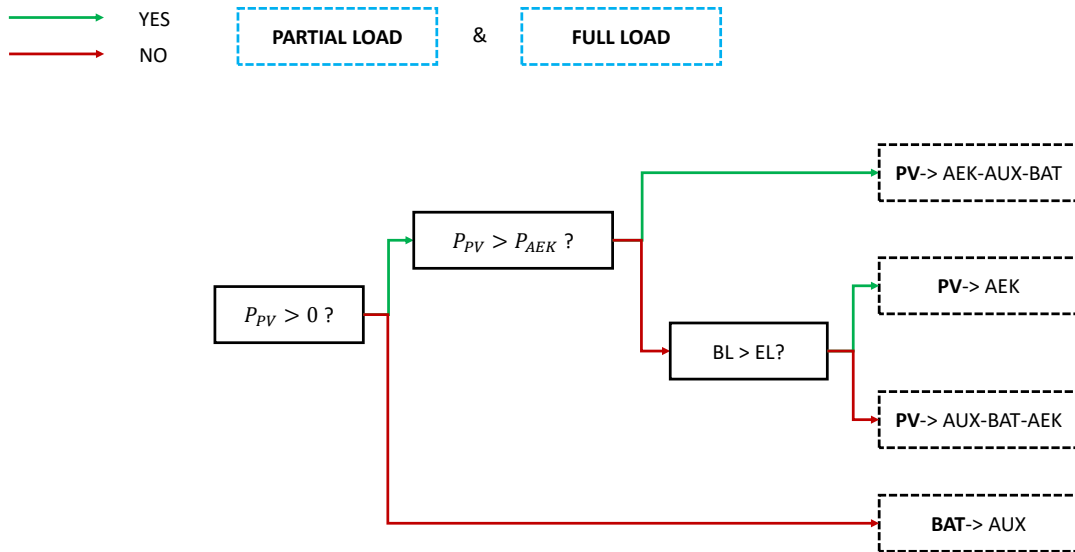 YES
NO
PARTIAL LOAD
&
FULL LOAD
PV-> AEK-AUX-BAT
P_PV > P_AEK ?
PV-> AEK
P_PV > 0 ?
BL > EL?
PV-> AUX-BAT-AEK
BAT-> AUX